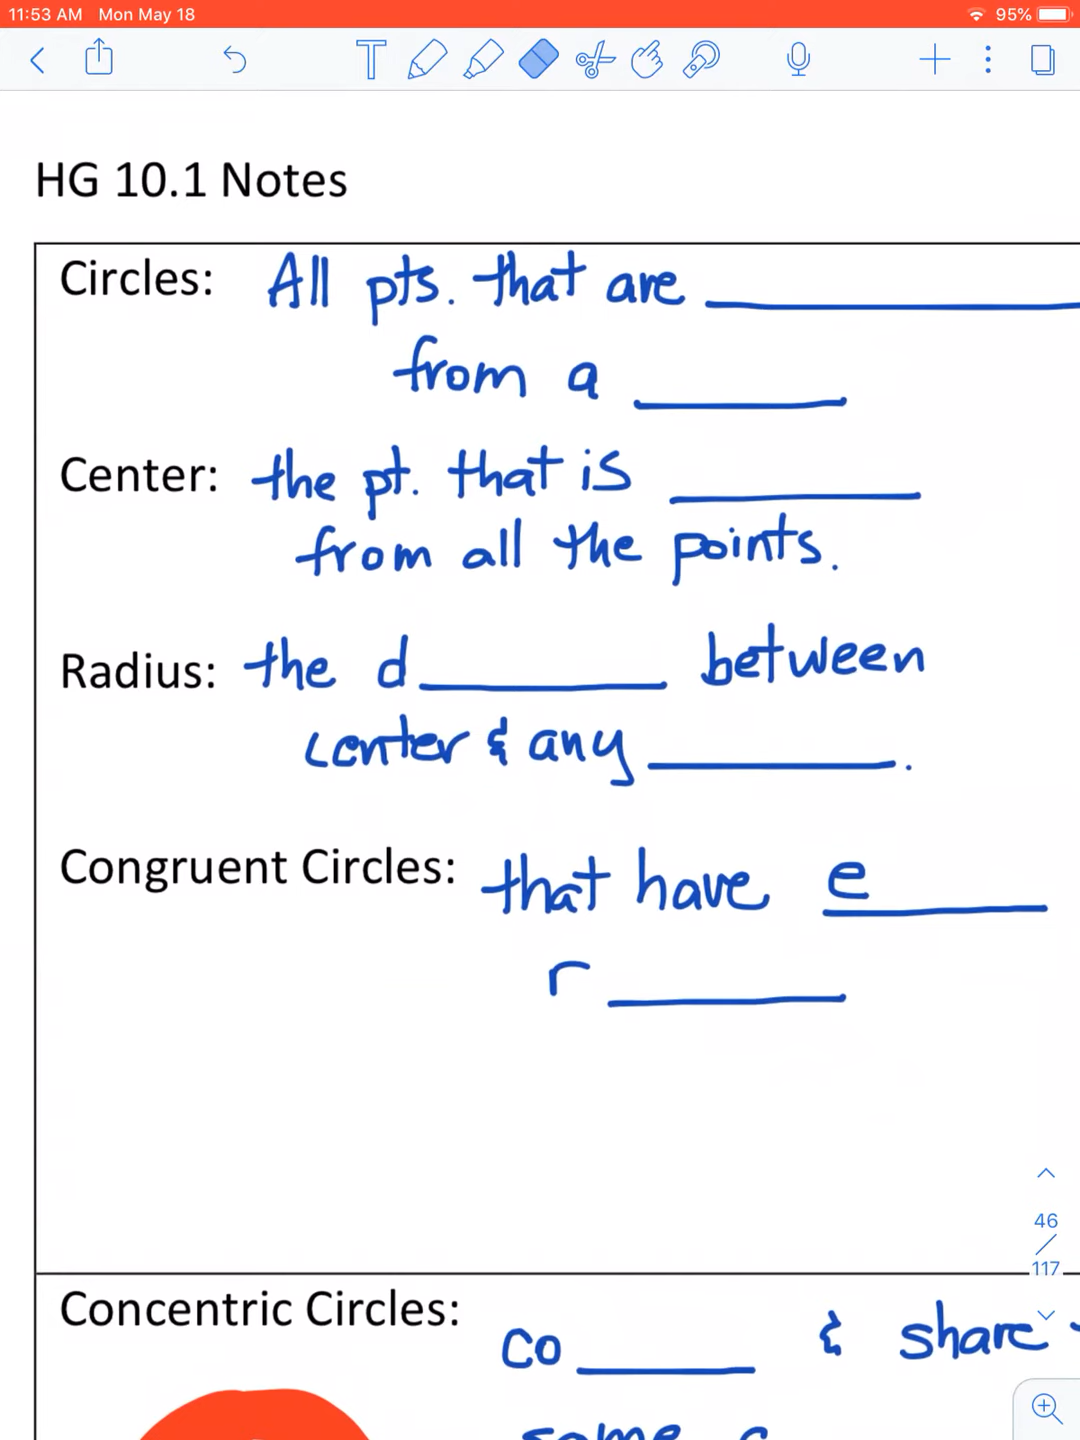 11:53 AM Mon May 18 95%
T
HG 10.1 Notes
Circles: All pts. that are
from a
Center: the pt. that is
from all the points.
Radius: the d between
center & any .
Congruent Circles: that have e
r
46
/
117
Concentric Circles:
co & share
some c